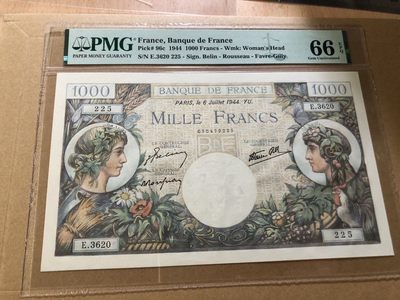 PMG
PAPER MONEY GUARANTY
France, Banque de France
Pick# 96c 1944 1000 Francs - Wmk: Woman's Head
S/N E.3620 225 - Sign. Belin - Rousseau - Favre-Gilly
66 EPQ
Gem Uncirculated
1000
BANQUE DE FRANCE
1000
PARIS, le 6 Juillet 1944. YU.
225
E.3620
MILLE FRANCS
E.3620
225